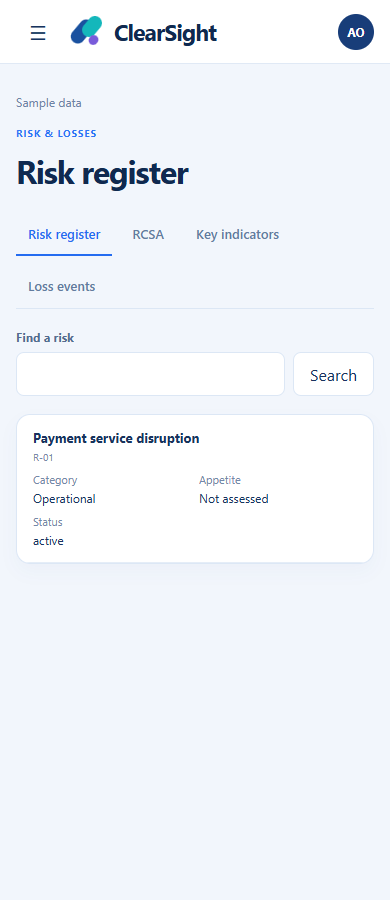 ☰ ClearSight AO
Sample data
RISK & LOSSES
Risk register
Risk register RCSA Key indicators
Loss events
Find a risk
Search
Payment service disruption
R-01
Category Appetite
Operational Not assessed
Status
active